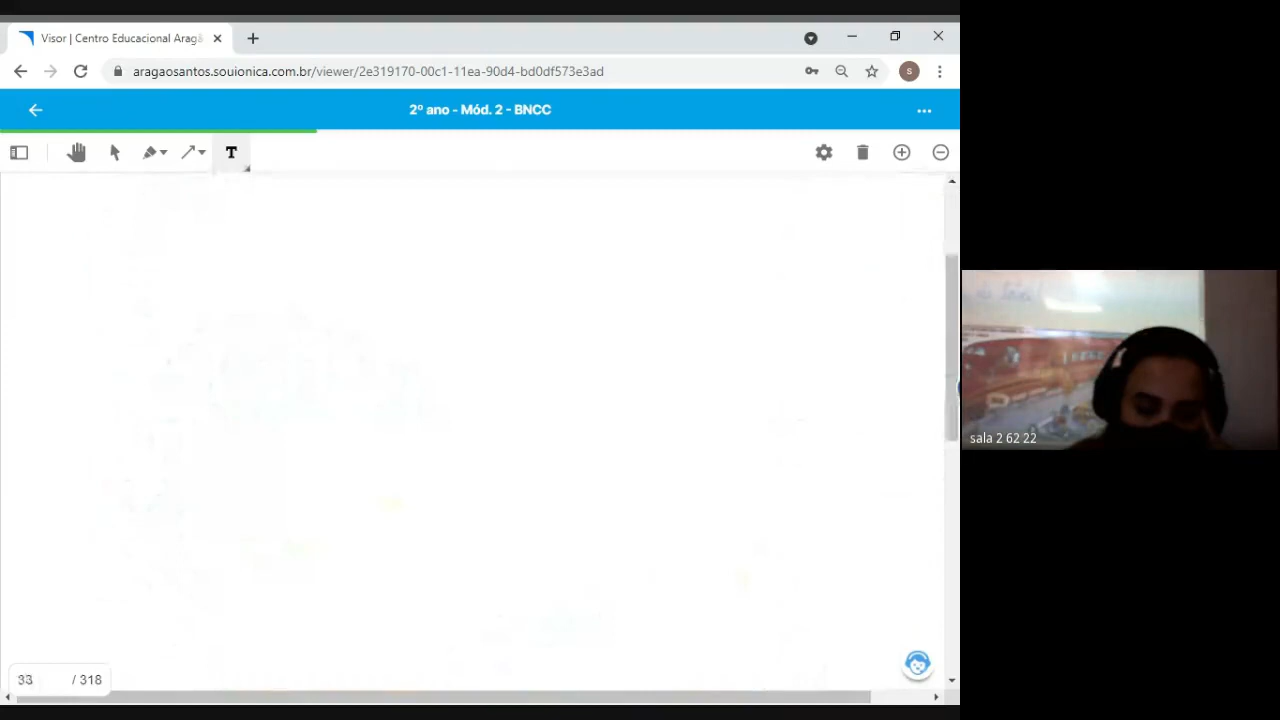 Visor | Centro Educacional Arag
aragaosantos.souionica.com.br/viewer/2e319170-00c1-11ea-90d4-bd0df573e3ad
S
2º ano - Mód. 2 - BNCC
T
33 / 318
sala 2 62 22